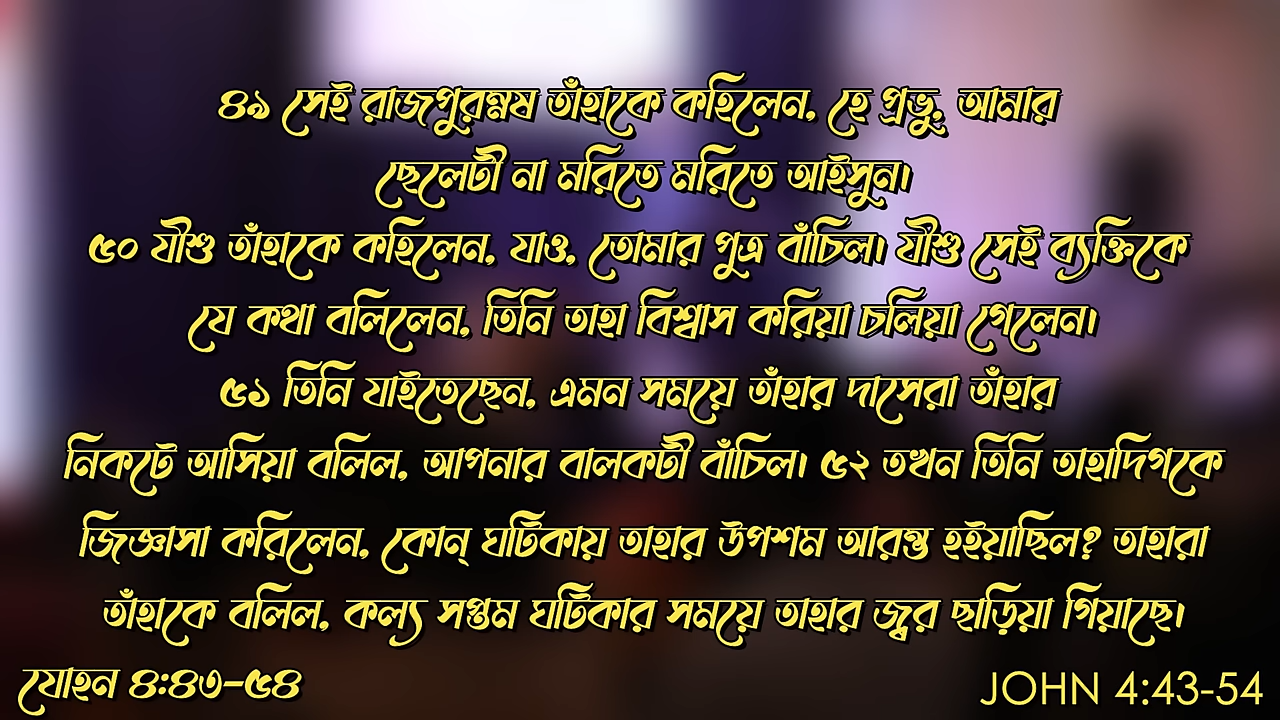 ৪৯ সেই রাজপুরন্নষ তাঁহাকে কহিলেন, হে প্রভু, আমার
ছেলেটী না মরিতে মরিতে আইসুন।
৫০ যীশু তাঁহাকে কহিলেন, যাও, তোমার পুত্র বাঁচিল। যীশু সেই ব্যক্তিকে
যে কথা বলিলেন, তিনি তাহা বিশ্বাস করিয়া চলিয়া গেলেন।
৫১ তিনি যাইতেছেন, এমন সময়ে তাঁহার দাসেরা তাঁহার
নিকটে আসিয়া বলিল, আপনার বালকটী বাঁচিল। ৫২ তখন তিনি তাহাদিগকে
জিজ্ঞাসা করিলেন, কোন্ ঘটিকায় তাহার উপশম আরম্ভ হইয়াছিল? তাহারা
তাঁহাকে বলিল, কল্য সপ্তম ঘটিকার সময়ে তাহার জ্বর ছাড়িয়া গিয়াছে।
যোহন ৪:৪৩-৫৪
JOHN 4:43-54